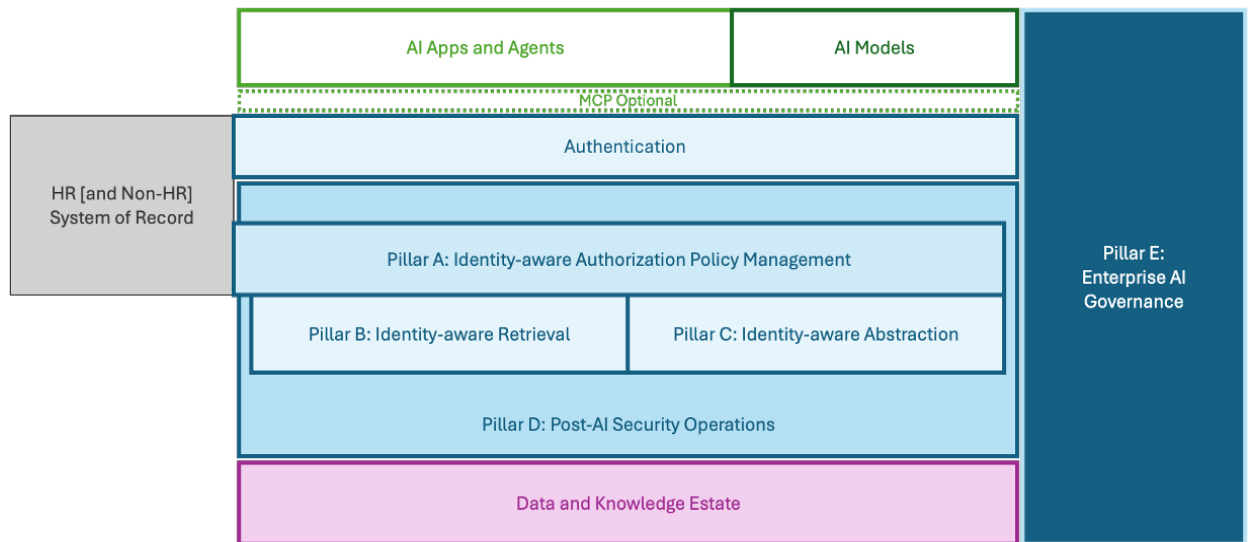 AI Apps and Agents
AI Models
MCP Optional
Authentication
HR [and Non-HR]
System of Record
Pillar A: Identity-aware Authorization Policy Management
Pillar B: Identity-aware Retrieval
Pillar C: Identity-aware Abstraction
Pillar D: Post-AI Security Operations
Data and Knowledge Estate
Pillar E:
Enterprise AI
Governance